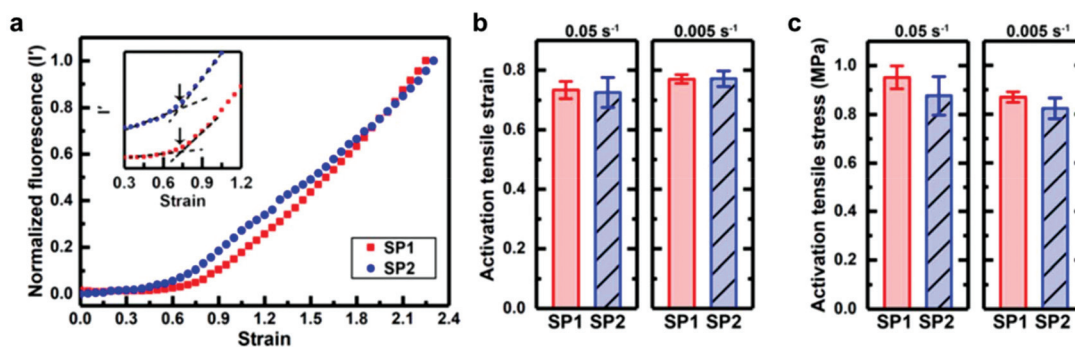 a
Normalized fluorescence (I')
1.0
0.8
0.6
0.4
0.2
0.0
0.0 0.3 0.6 0.9 1.2 1.5 1.8 2.1 2.4
Strain
I'
0.3 0.6 0.9 1.2
Strain
SP1
SP2
b
0.05 s⁻¹ 0.005 s⁻¹
Activation tensile strain
0.8
0.6
0.4
0.2
0.0
SP1 SP2 SP1 SP2
c
0.05 s⁻¹ 0.005 s⁻¹
Activation tensile stress (MPa)
1.0
0.8
0.6
0.4
0.2
0.0
SP1 SP2 SP1 SP2